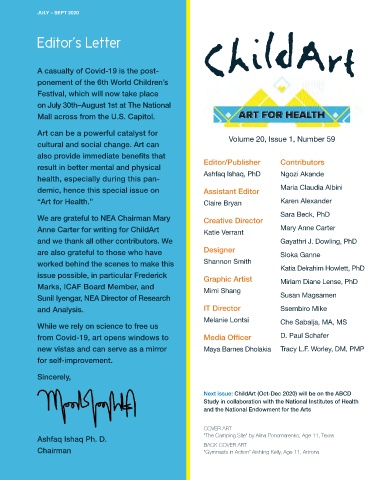 JULY – SEPT 2020
Editor's Letter
A casualty of Covid-19 is the post-
ponement of the 6th World Children's
Festival, which will now take place
on July 30th–August 1st at The National
Mall across from the U.S. Capitol.
Art can be a powerful catalyst for
cultural and social change. Art can
also provide immediate benefits that
result in better mental and physical
health, especially during this pan-
demic, hence this special issue on
"Art for Health."
We are grateful to NEA Chairman Mary
Anne Carter for writing for ChildArt
and we thank all other contributors. We
are also grateful to those who have
worked behind the scenes to make this
issue possible, in particular Frederick
Marks, ICAF Board Member, and
Sunil Iyengar, NEA Director of Research
and Analysis.
While we rely on science to free us
from Covid-19, art opens windows to
new vistas and can serve as a mirror
for self-improvement.
Sincerely,
Ashfaq Ishaq Ph. D.
Chairman
ChildArt
ART FOR HEALTH
Volume 20, Issue 1, Number 59
Editor/Publisher
Ashfaq Ishaq, PhD
Assistant Editor
Claire Bryan
Creative Director
Katie Verrant
Designer
Shannon Smith
Graphic Artist
Mimi Shang
IT Director
Melanie Lontsi
Media Officer
Maya Barnes Dholakia
Contributors
Ngozi Akande
Maria Claudia Albini
Karen Alexander
Sara Beck, PhD
Mary Anne Carter
Gayathri J. Dowling, PhD
Sloka Ganne
Katia Delrahim Howlett, PhD
Miriam Diane Lense, PhD
Susan Magsamen
Ssembiro Mike
Che Sabalja, MA, MS
D. Paul Schafer
Tracy L.F. Worley, DM, PMP
Next issue: ChildArt (Oct-Dec 2020) will be on the ABCD
Study in collaboration with the National Institutes of Health
and the National Endowment for the Arts
COVER ART
"The Camping Site" by Alina Ponomarenko, Age 11, Texas
BACK COVER ART
"Gymnasts in Action" Aishling Kelly, Age 11, Arizona